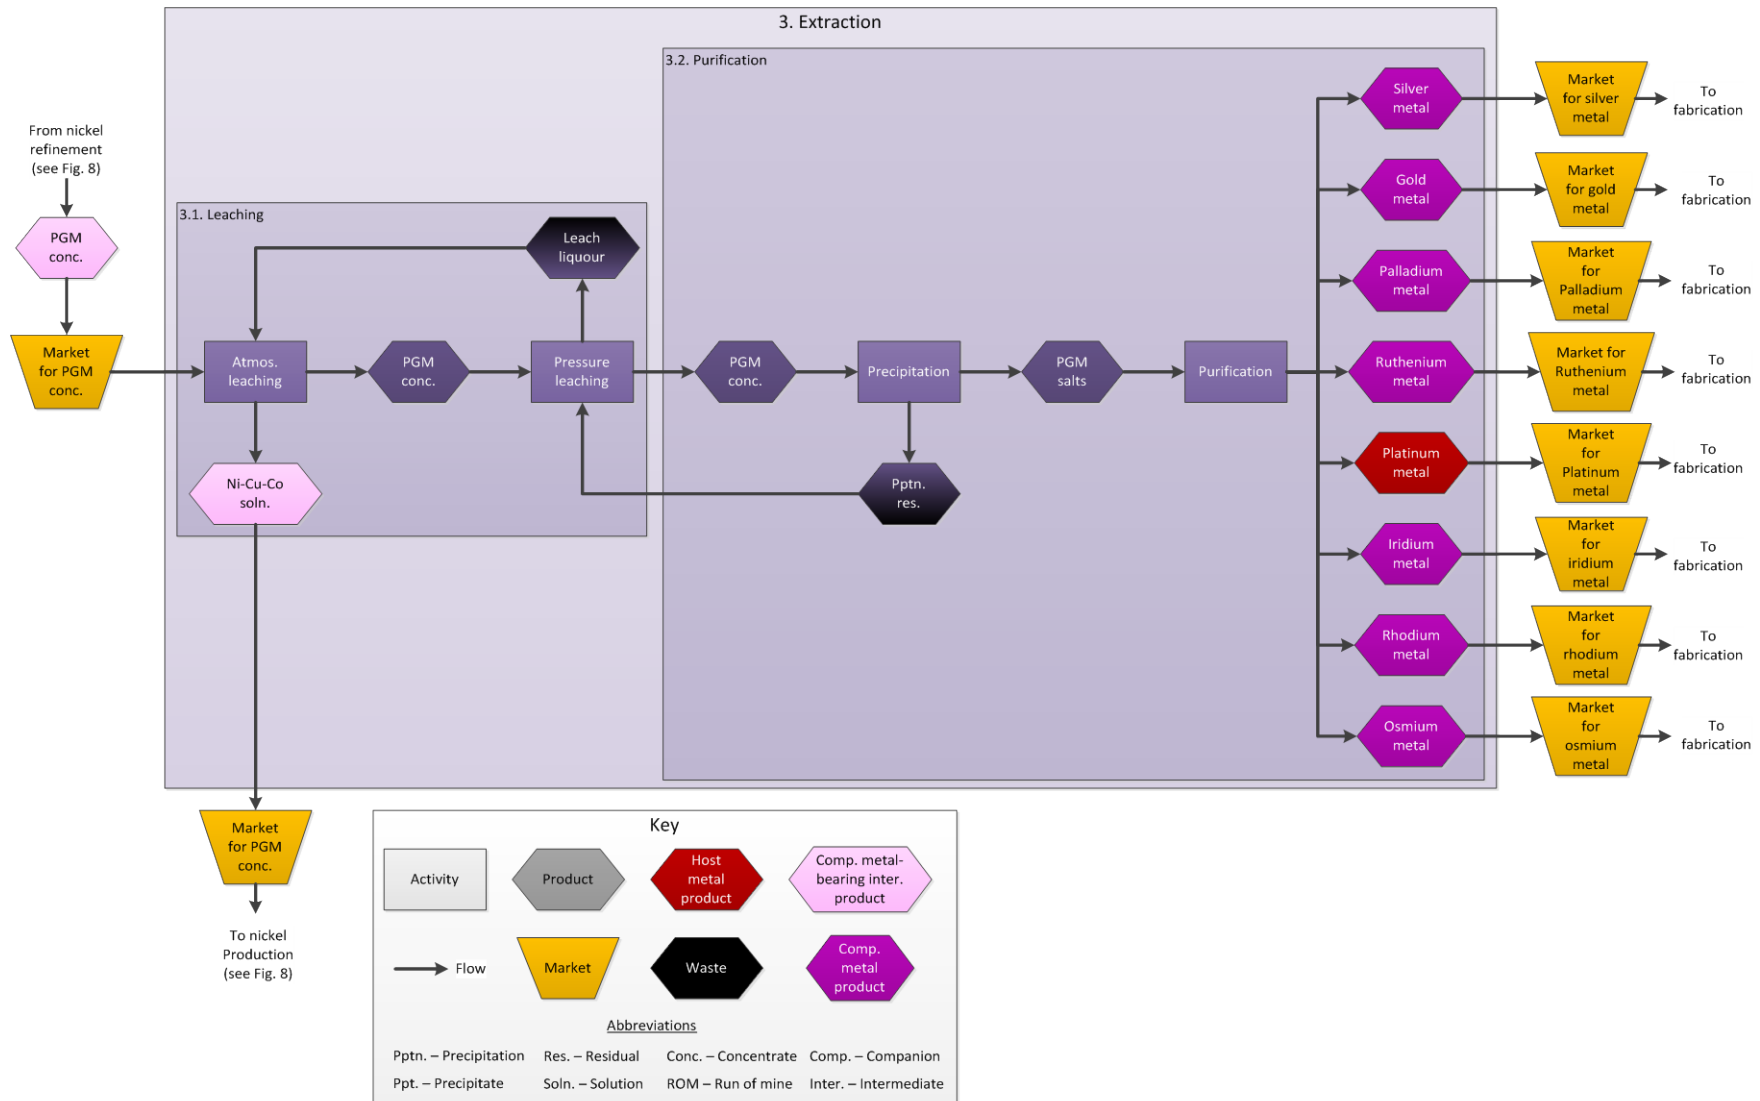 3. Extraction
3.2. Purification
From nickel
refinement
(see Fig. 8)
PGM
conc.
Market
for PGM
conc.
3.1. Leaching
Leach
liquour
Atmos.
leaching
PGM
conc.
Pressure
leaching
Ni-Cu-Co
soln.
PGM
conc.
Precipitation
PGM
salts
Purification
Pptn.
res.
Silver
metal
Market
for silver
metal
To
fabrication
Gold
metal
Market
for gold
metal
To
fabrication
Palladium
metal
Market
for
Palladium
metal
To
fabrication
Ruthenium
metal
Market for
Ruthenium
metal
To
fabrication
Platinum
metal
Market
for
Platinum
metal
To
fabrication
Iridium
metal
Market
for
iridium
metal
To
fabrication
Rhodium
metal
Market
for
rhodium
metal
To
fabrication
Osmium
metal
Market
for
osmium
metal
To
fabrication
Market
for PGM
conc.
To nickel
Production
(see Fig. 8)
Key
Activity
Product
Host
metal
product
Comp. metal-
bearing inter.
product
Flow
Market
Waste
Comp.
metal
product
Abbreviations
Pptn. – Precipitation
Res. – Residual
Conc. – Concentrate
Comp. – Companion
Ppt. – Precipitate
Soln. – Solution
ROM – Run of mine
Inter. – Intermediate